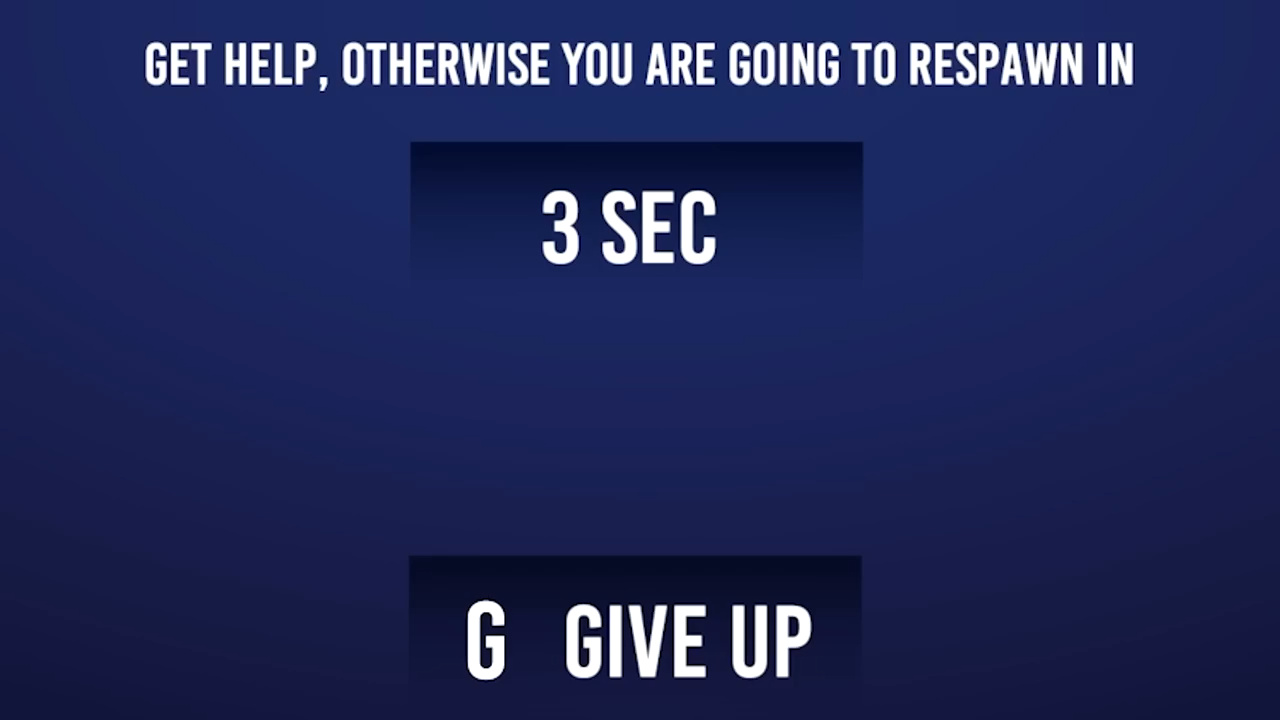 GET HELP, OTHERWISE YOU ARE GOING TO RESPAWN IN
3 SEC
G GIVE UP